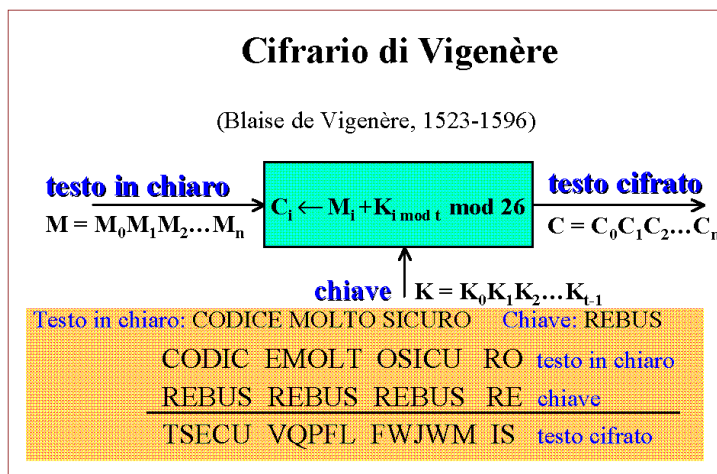 Cifrario di Vigenère
(Blaise de Vigenère, 1523-1596)
testo in chiaro
M = M₀M₁M₂…Mₙ
Cᵢ ← Mᵢ +Kᵢ mod t mod 26
testo cifrato
C = C₀C₁C₂…Cₙ
chiave K = K₀K₁K₂…Kₜ₋₁
Testo in chiaro: CODICE MOLTO SICURO Chiave: REBUS
CODIC EMOLT OSICU RO testo in chiaro
REBUS REBUS REBUS RE chiave
TSECU VQPFL FWJWM IS testo cifrato